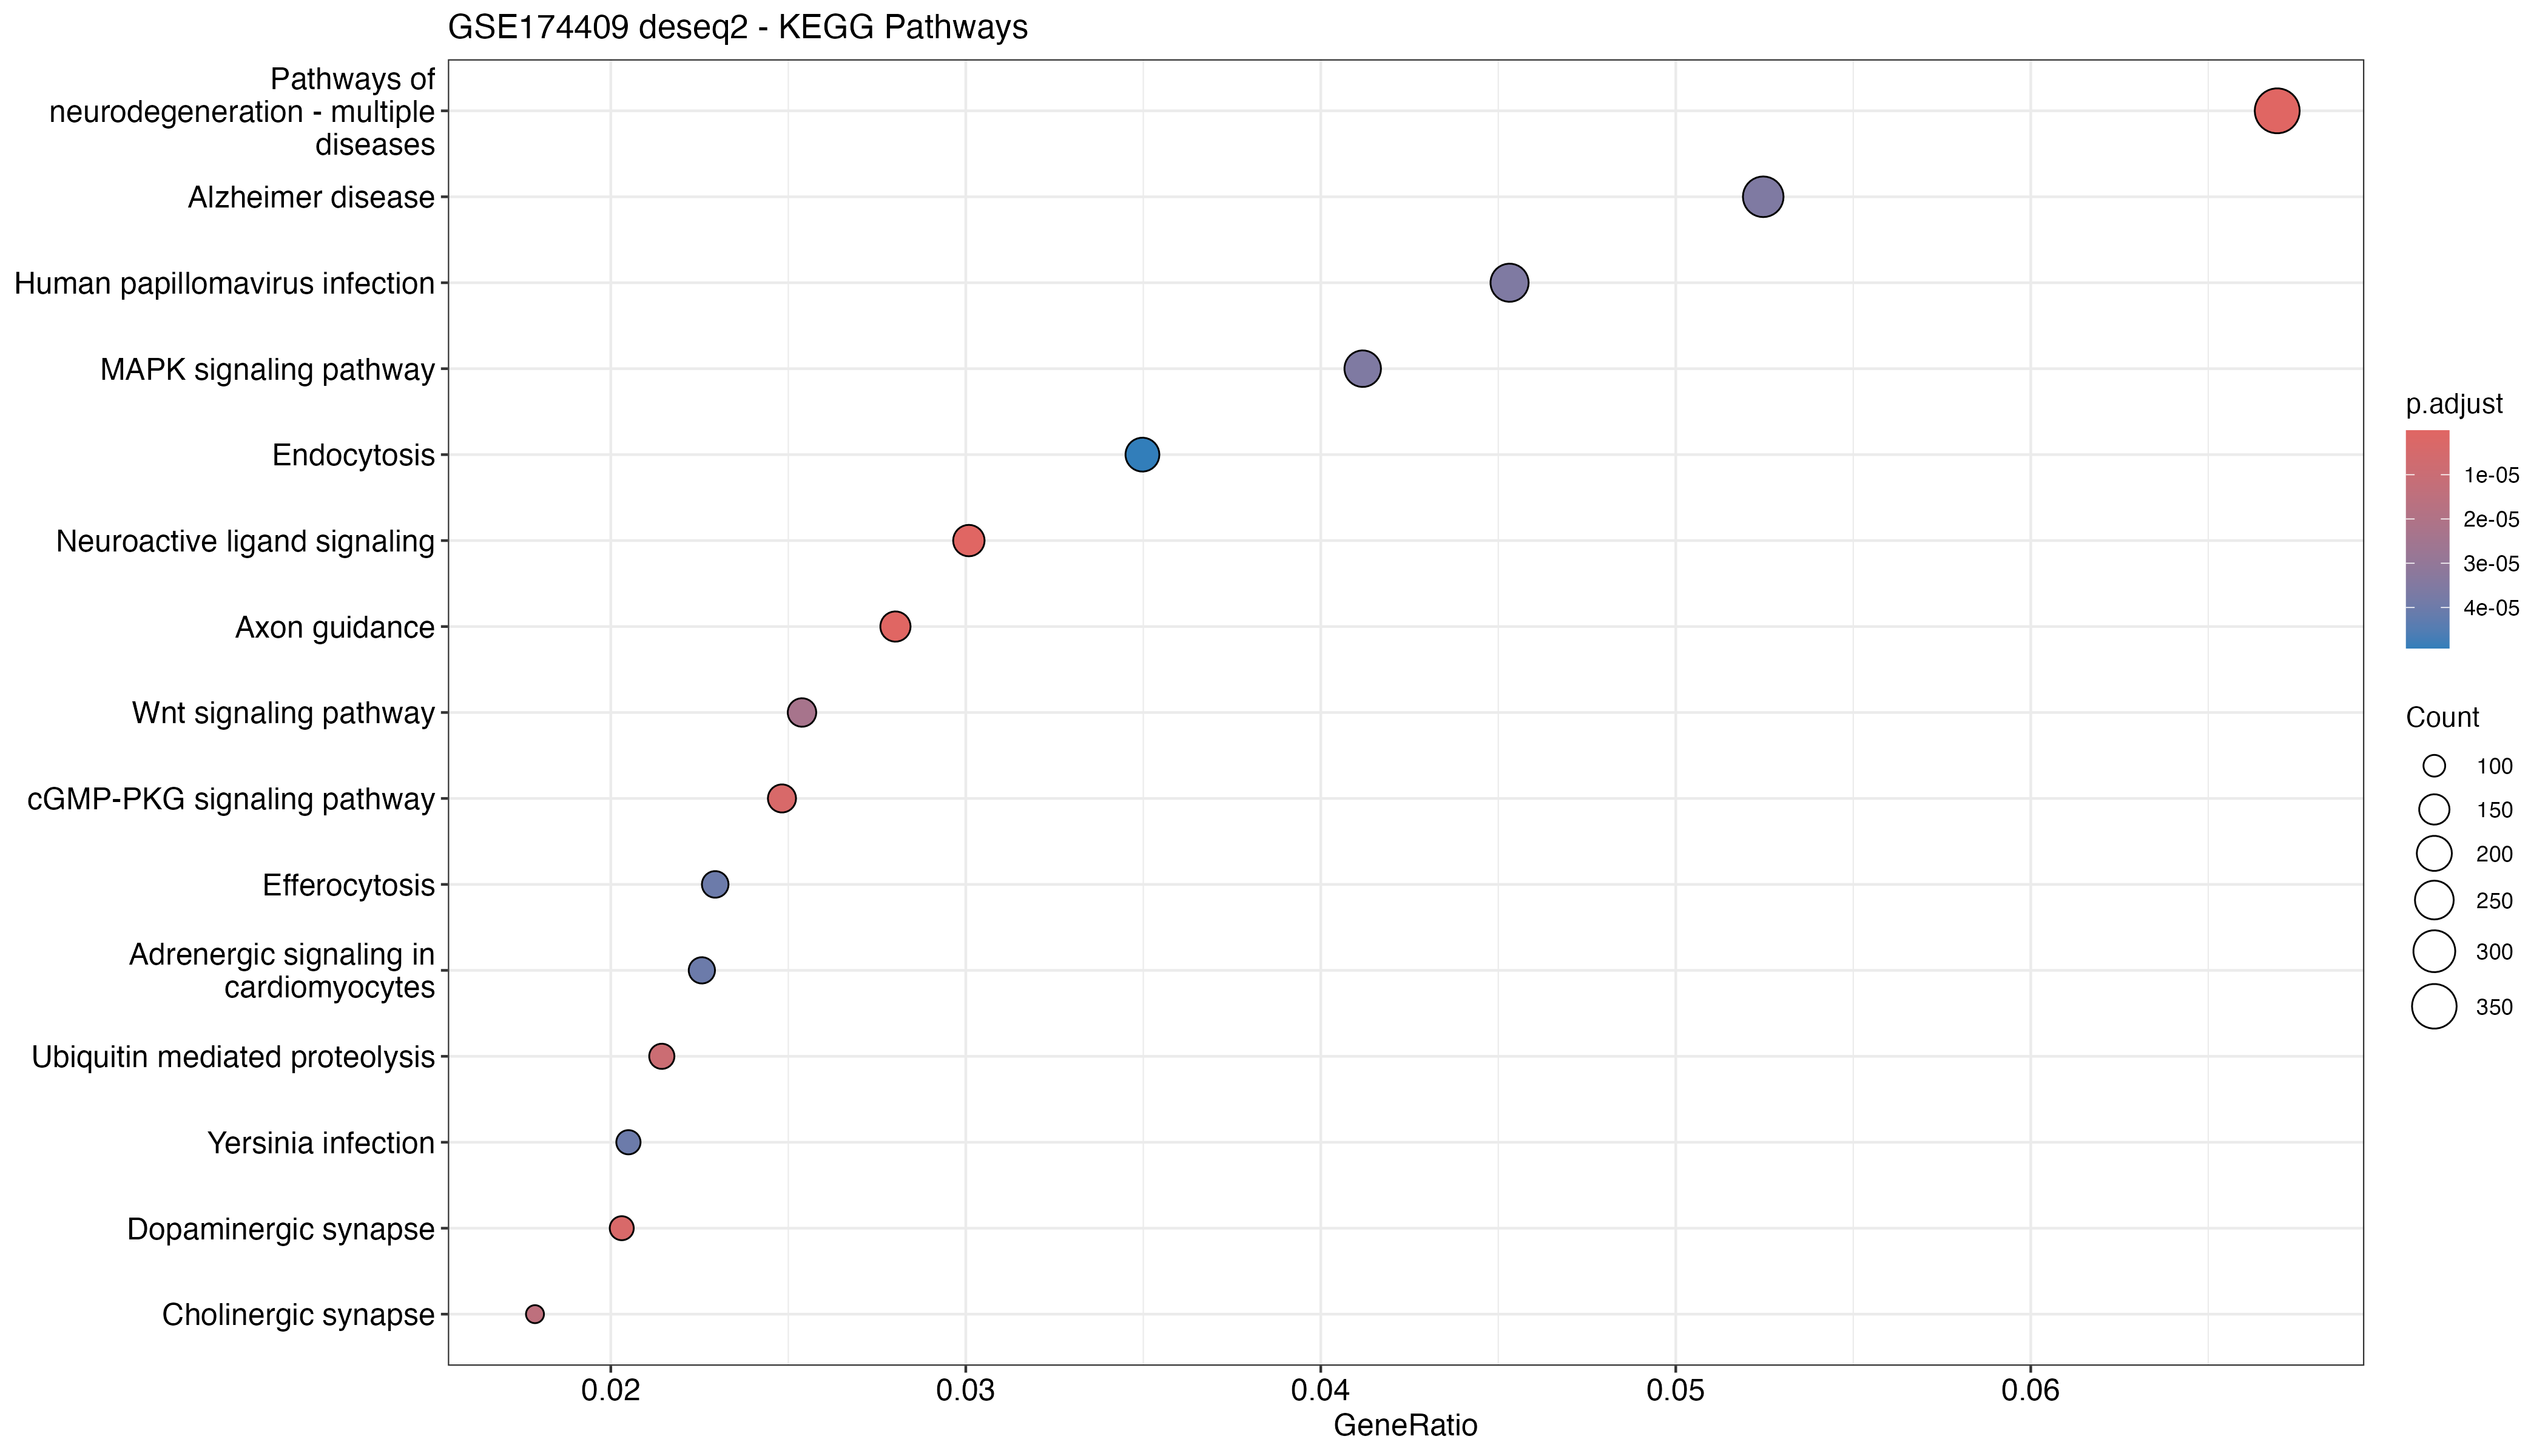 GSE174409 deseq2 - KEGG Pathways
Pathways of
neurodegeneration - multiple
diseases
Alzheimer disease
Human papillomavirus infection
MAPK signaling pathway
Endocytosis
Neuroactive ligand signaling
Axon guidance
Wnt signaling pathway
cGMP-PKG signaling pathway
Efferocytosis
Adrenergic signaling in
cardiomyocytes
Ubiquitin mediated proteolysis
Yersinia infection
Dopaminergic synapse
Cholinergic synapse
0.02 0.03 0.04 0.05 0.06
GeneRatio
p.adjust
1e-05
2e-05
3e-05
4e-05
Count
100
150
200
250
300
350